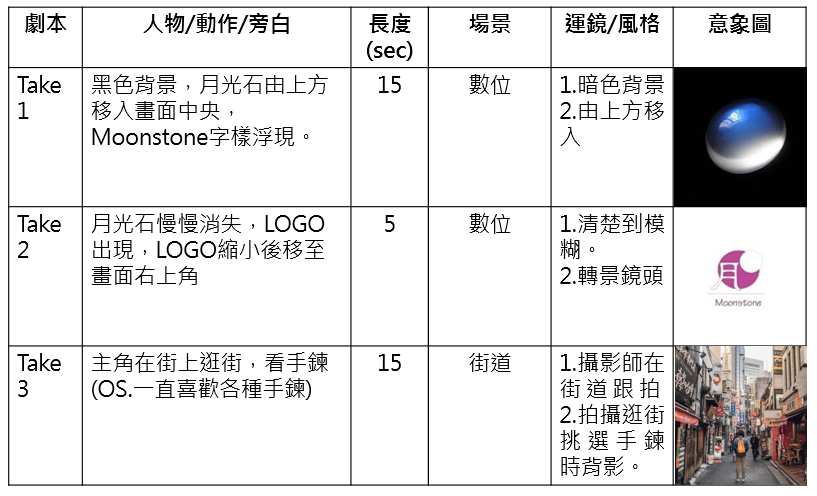 劇本 人物/動作/旁白 長度(sec) 場景 運鏡/風格 意象圖
Take 1
黑色背景，月光石由上方
移入畫面中央，
Moonstone字樣浮現。
15
數位
1.暗色背景
2.由上方移
入
Take 2
月光石慢慢消失，LOGO
出現，LOGO縮小後移至
畫面右上角
5
數位
1.清楚到模
糊。
2.轉景鏡頭
月
Moonstone
Take 3
主角在街上逛街，看手鍊
(OS.一直喜歡各種手鍊)
15
街道
1.攝影師在
街道跟拍
2.拍攝逛街
挑選手鍊
時背影。